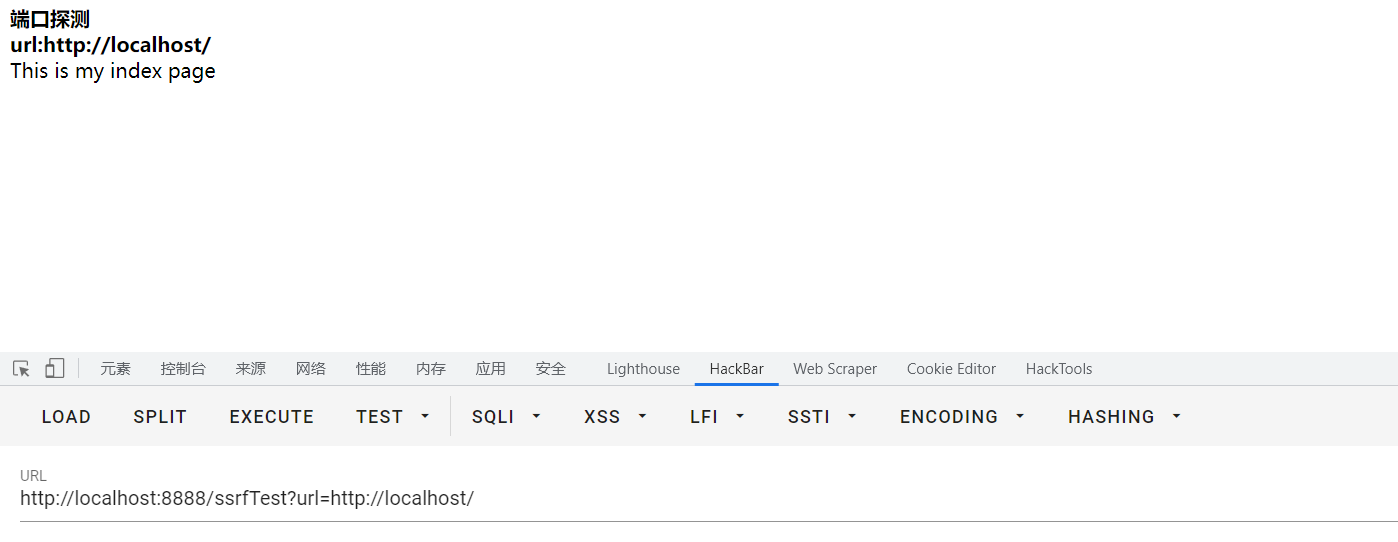 端口探测
url:http://localhost/
This is my index page
元素 控制台 来源 网络 性能 内存 应用 安全 Lighthouse HackBar Web Scraper Cookie Editor HackTools
LOAD SPLIT EXECUTE TEST SQLI XSS LFI SSTI ENCODING HASHING
URL
http://localhost:8888/ssrfTest?url=http://localhost/